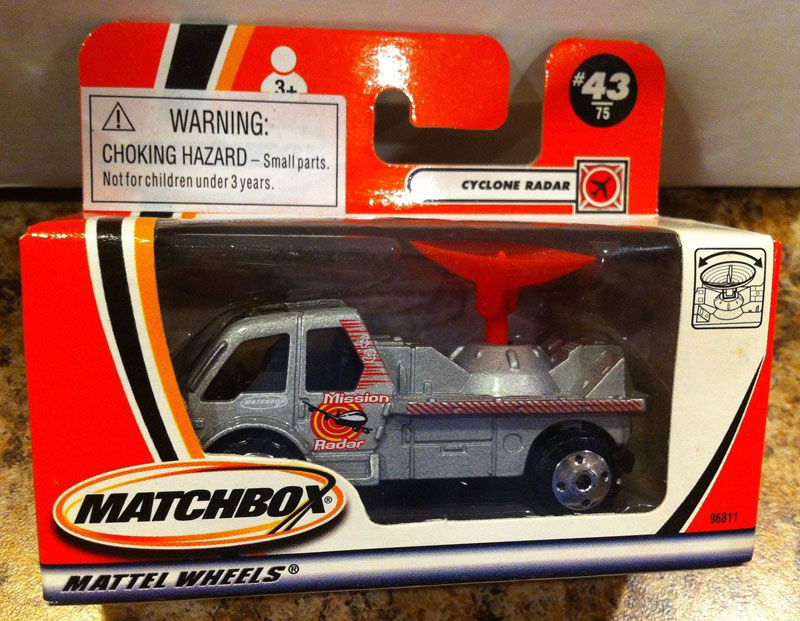 3+
#43
75
WARNING:
CHOKING HAZARD – Small parts.
Not for children under 3 years.
CYCLONE RADAR
MATCHBOX
Mission
Radar
MATCHBOX®
96811
MATTEL WHEELS®